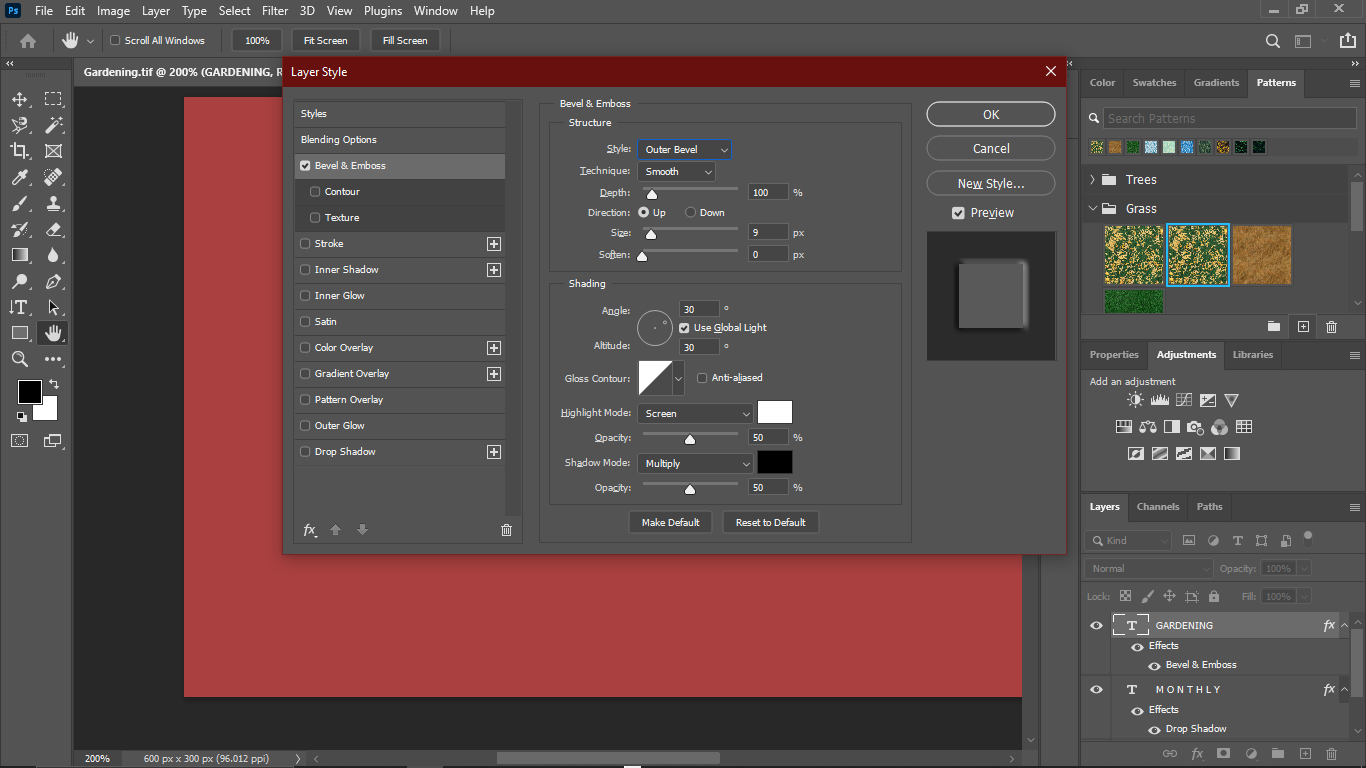 Ps File Edit Image Layer Type Select Filter 3D View Plugins Window Help
Scroll All Windows 100% Fit Screen Fill Screen
Gardening.tif @ 200% (GARDENING, R
Layer Style
Styles
Blending Options
Bevel & Emboss
Contour
Texture
Stroke
Inner Shadow
Inner Glow
Satin
Color Overlay
Gradient Overlay
Pattern Overlay
Outer Glow
Drop Shadow
fx
Bevel & Emboss
Structure
Style: Outer Bevel
Technique: Smooth
Depth: 100 %
Direction: Up Down
Size: 9 px
Soften: 0 px
Shading
Angle: 30 °
Use Global Light
Altitude: 30 °
Gloss Contour: Anti-aliased
Highlight Mode: Screen
Opacity: 50 %
Shadow Mode: Multiply
Opacity: 50 %
Make Default Reset to Default
OK
Cancel
New Style...
Preview
Color Swatches Gradients Patterns
Search Patterns
Trees
Grass
Properties Adjustments Libraries
Add an adjustment
Layers Channels Paths
Kind
Normal Opacity: 100%
Lock: Fill: 100%
T GARDENING fx
Effects
Bevel & Emboss
T M O N T H L Y fx
Effects
Drop Shadow
fx
200% 600 px x 300 px (96.012 ppi)